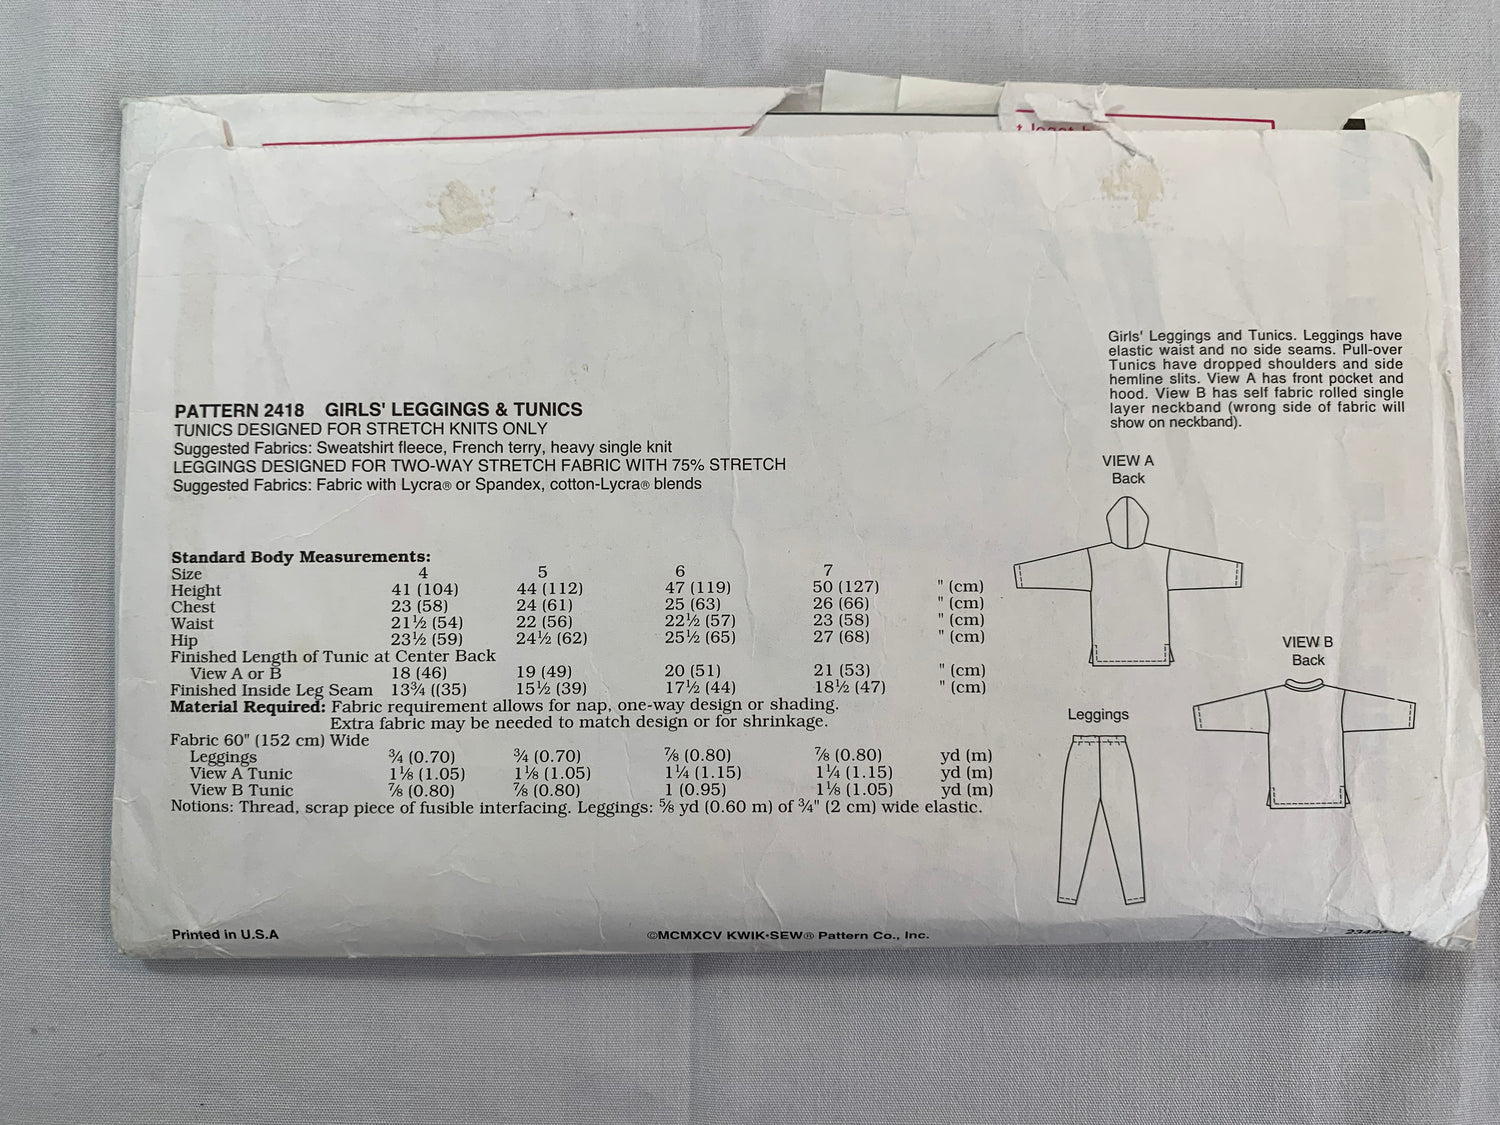 Girls' Leggings and Tunics. Leggings have
elastic waist and no side seams. Pull-over
Tunics have dropped shoulders and side
hemline slits. View A has front pocket and
hood. View B has self fabric rolled single
layer neckband (wrong side of fabric will
show on neckband).
PATTERN 2418 GIRLS' LEGGINGS & TUNICS
TUNICS DESIGNED FOR STRETCH KNITS ONLY
Suggested Fabrics: Sweatshirt fleece, French terry, heavy single knit
LEGGINGS DESIGNED FOR TWO-WAY STRETCH FABRIC WITH 75% STRETCH
Suggested Fabrics: Fabric with Lycra® or Spandex, cotton-Lycra® blends
VIEW A
Back
Standard Body Measurements:
Size 4 5 6 7
Height 41 (104) 44 (112) 47 (119) 50 (127) " (cm)
Chest 23 (58) 24 (61) 25 (63) 26 (66) " (cm)
Waist 21½ (54) 22 (56) 22½ (57) 23 (58) " (cm)
Hip 23½ (59) 24½ (62) 25½ (65) 27 (68) " (cm)
Finished Length of Tunic at Center Back
View A or B 18 (46) 19 (49) 20 (51) 21 (53) " (cm)
Finished Inside Leg Seam 13¾ ((35) 15½ (39) 17½ (44) 18½ (47) " (cm)
Material Required: Fabric requirement allows for nap, one-way design or shading.
Extra fabric may be needed to match design or for shrinkage.
Fabric 60" (152 cm) Wide
Leggings ¾ (0.70) ¾ (0.70) ⅞ (0.80) ⅞ (0.80) yd (m)
View A Tunic 1⅛ (1.05) 1⅛ (1.05) 1¼ (1.15) 1¼ (1.15) yd (m)
View B Tunic ⅞ (0.80) ⅞ (0.80) 1 (0.95) 1⅛ (1.05) yd (m)
Notions: Thread, scrap piece of fusible interfacing. Leggings: ⅝ yd (0.60 m) of ¾" (2 cm) wide elastic.
VIEW B
Back
Leggings
Printed in U.S.A
©MCMXCV KWIK•SEW® Pattern Co., Inc.